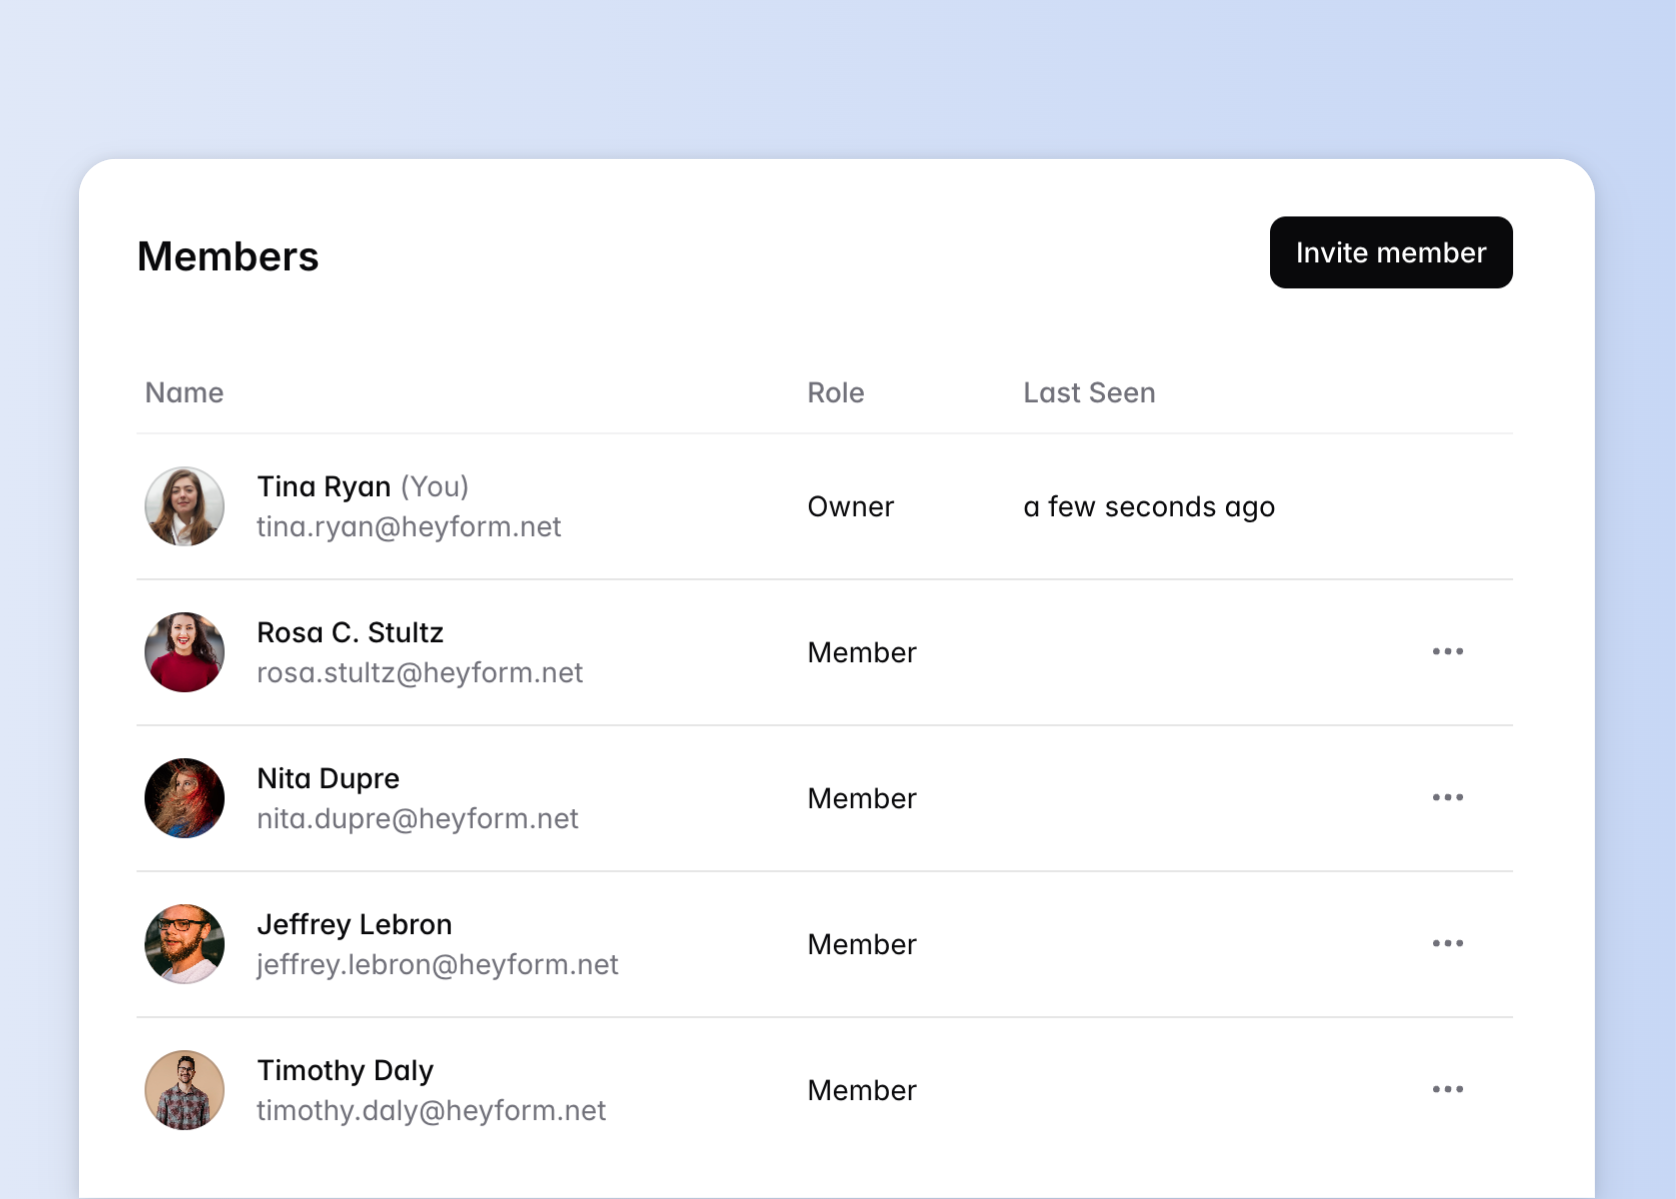 Members
Invite member
Name Role Last Seen
Tina Ryan (You)
tina.ryan@heyform.net
Owner
a few seconds ago
Rosa C. Stultz
rosa.stultz@heyform.net
Member
Nita Dupre
nita.dupre@heyform.net
Member
Jeffrey Lebron
jeffrey.lebron@heyform.net
Member
Timothy Daly
timothy.daly@heyform.net
Member